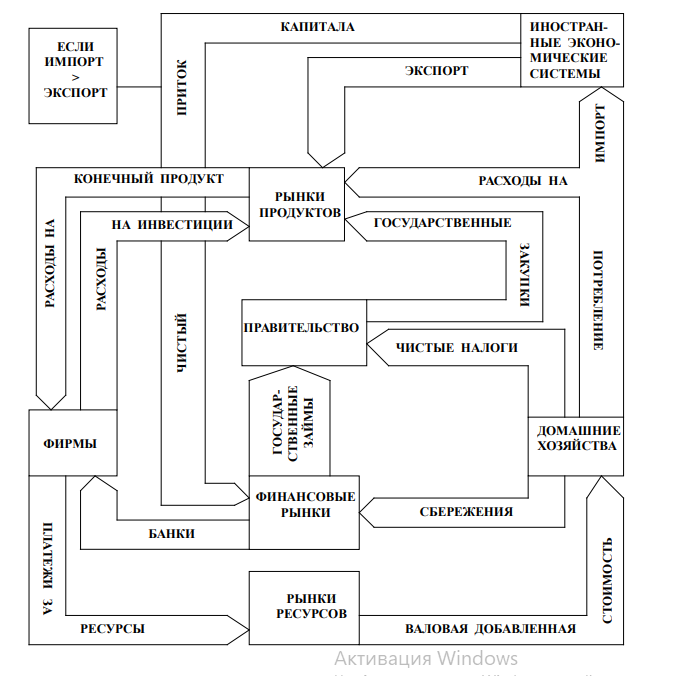 КАПИТАЛА
ИНОСТРАН-
НЫЕ ЭКОНО-
МИЧЕСКИЕ
СИСТЕМЫ
ЕСЛИ
ИМПОРТ
>
ЭКСПОРТ
ПРИТОК
ЭКСПОРТ
ИМПОРТ
КОНЕЧНЫЙ ПРОДУКТ
РЫНКИ
ПРОДУКТОВ
РАСХОДЫ НА
НА ИНВЕСТИЦИИ
ГОСУДАРСТВЕННЫЕ
РАСХОДЫ НА
РАСХОДЫ
ЗАКУПКИ
ПОТРЕБЛЕНИЕ
ЧИСТЫЙ
ПРАВИТЕЛЬСТВО
ЧИСТЫЕ НАЛОГИ
ГОСУДАР-
СТВЕННЫЕ
ЗАЙМЫ
ФИРМЫ
ДОМАШНИЕ
ХОЗЯЙСТВА
ФИНАНСОВЫЕ
РЫНКИ
СБЕРЕЖЕНИЯ
БАНКИ
ПЛАТЕЖИ ЗА
СТОИМОСТЬ
РЫНКИ
РЕСУРСОВ
РЕСУРСЫ
ВАЛОВАЯ ДОБАВЛЕННАЯ
Активация Windows